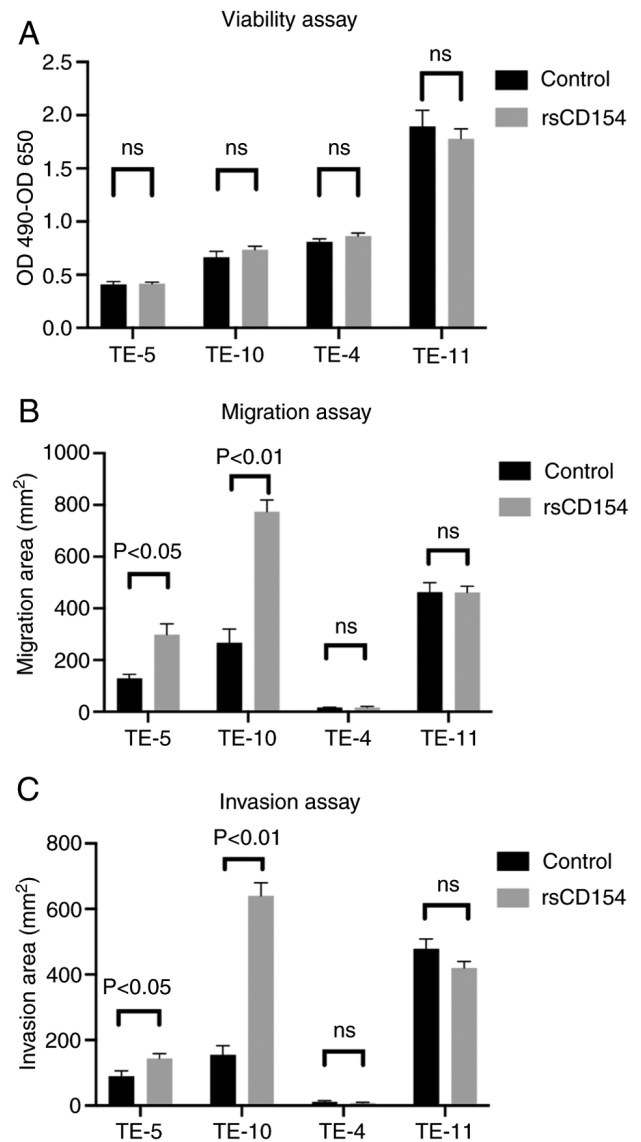 A
Viability assay
OD 490-OD 650
2.5
2.0
1.5
1.0
0.5
0.0
ns
ns
ns
ns
Control
rsCD154
TE-5
TE-10
TE-4
TE-11
B
Migration assay
Migration area (mm²)
1000
800
600
400
200
0
P<0.05
P<0.01
ns
ns
Control
rsCD154
TE-5
TE-10
TE-4
TE-11
C
Invasion assay
Invasion area (mm²)
800
600
400
200
0
P<0.05
P<0.01
ns
ns
Control
rsCD154
TE-5
TE-10
TE-4
TE-11